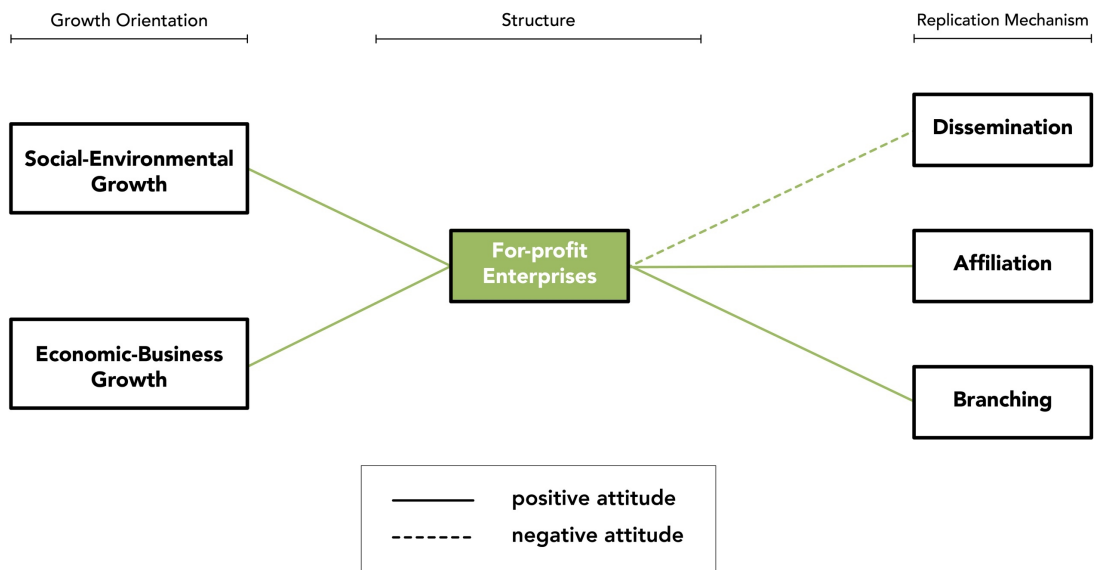 Growth Orientation
Structure
Replication Mechanism
Social-Environmental
Growth
Economic-Business
Growth
For-profit
Enterprises
Dissemination
Affiliation
Branching
positive attitude
negative attitude